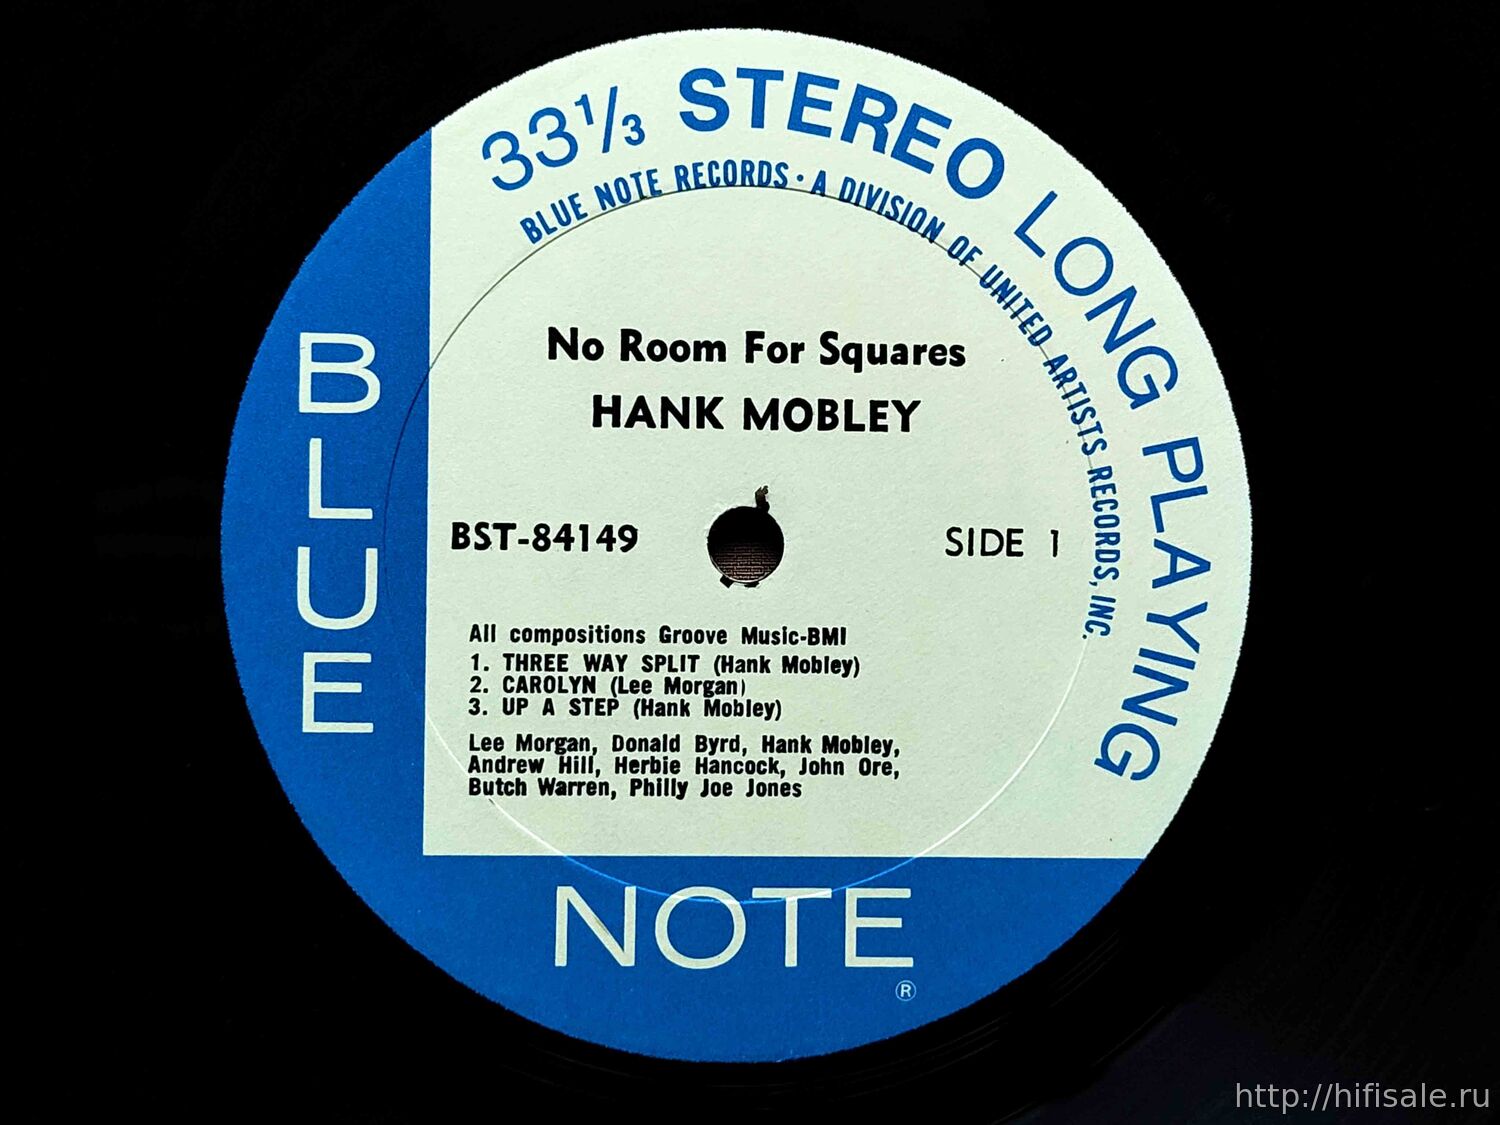 33⅓ STEREO LONG PLAYING
BLUE NOTE RECORDS · A DIVISION OF UNITED ARTISTS RECORDS, INC.
No Room For Squares
HANK MOBLEY
BST-84149
SIDE 1
All compositions Groove Music-BMI
1. THREE WAY SPLIT (Hank Mobley)
2. CAROLYN (Lee Morgan)
3. UP A STEP (Hank Mobley)
Lee Morgan, Donald Byrd, Hank Mobley,
Andrew Hill, Herbie Hancock, John Ore,
Butch Warren, Philly Joe Jones
BLUE
NOTE
®
http://hifisale.ru